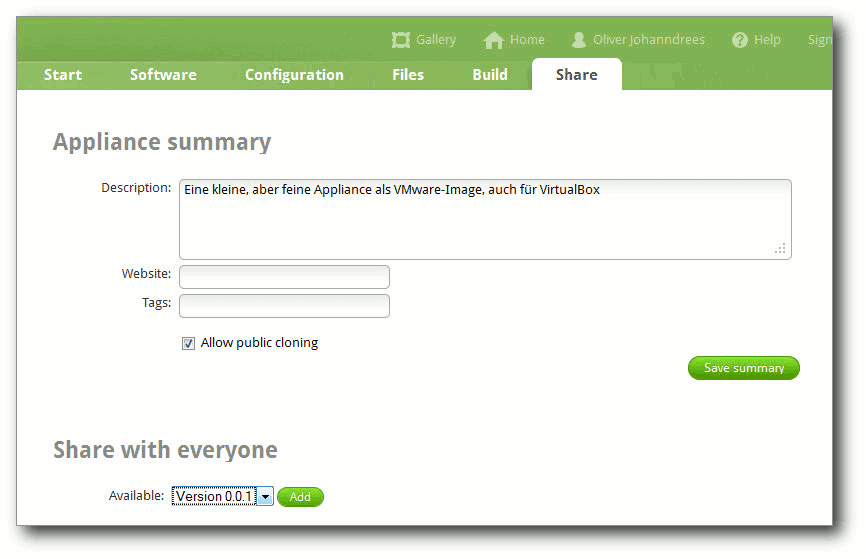 Gallery Home Oliver Johanndrees Help Sign
Start Software Configuration Files Build Share
Appliance summary
Description: Eine kleine, aber feine Appliance als VMware-Image, auch für VirtualBox
Website:
Tags:
Allow public cloning
Save summary
Share with everyone
Available: Version 0.0.1 Add